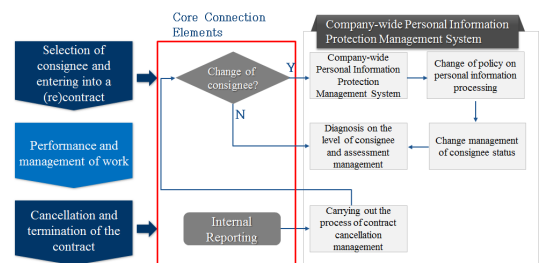 Core Connection
Elements
Company-wide Personal Information
Protection Management System
Selection of
consignee and
entering into a
(re)contract
Change of
consignee?
Y
N
Company-wide
Personal Information
Protection
Management System
Change of policy on
personal information
processing
Performance and
management of work
Diagnosis on the
level of consignee
and assessment
management
Change management
of consignee status
Cancellation and
termination of the
contract
Internal
Reporting
Carrying out the
process of contract
cancellation
management